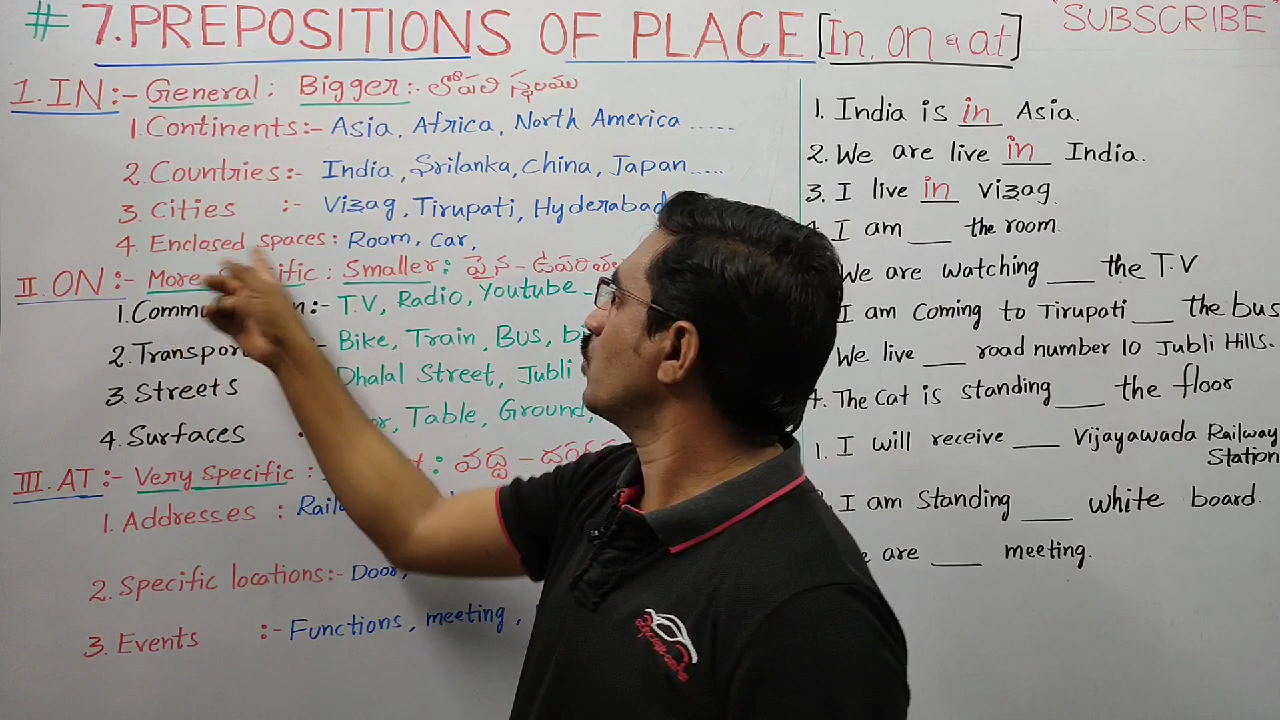 # 7. PREPOSITIONS OF PLACE [In, on & at]
"SUBSCRIBE"
1. IN :- General : Bigger :- లోపలి స్థలము
1. Continents :- Asia, Africa, North America .....
2. Countries :- India, Srilanka, China, Japan.....
3. Cities :- Vizag, Tirupati, Hyderabad
4. Enclosed spaces: Room, Car,
II. ON :- More : Smaller : పైన -
1. :- T.V, Radio, Youtube -
2. Bike, Train, Bus,
3. Streets Dhalal Street, Jubli
4. Surfaces : Table, Ground,
III. AT :- Very Specific : : వద్ద -
1. Addresses :
2. Specific locations :- Door,
3. Events :- Functions, meeting,
1. India is in Asia.
2. We are live in India.
3. I live in Vizag.
I am ___ the room.
We are watching ___ the T.V
I am Coming to Tirupati ___ the bus
We live ___ road number 10 Jubli Hills.
4. The Cat is standing ___ the floor
1. I will receive ___ Vijayawada Railway Station
I am Standing ___ white board.
are ___ meeting.